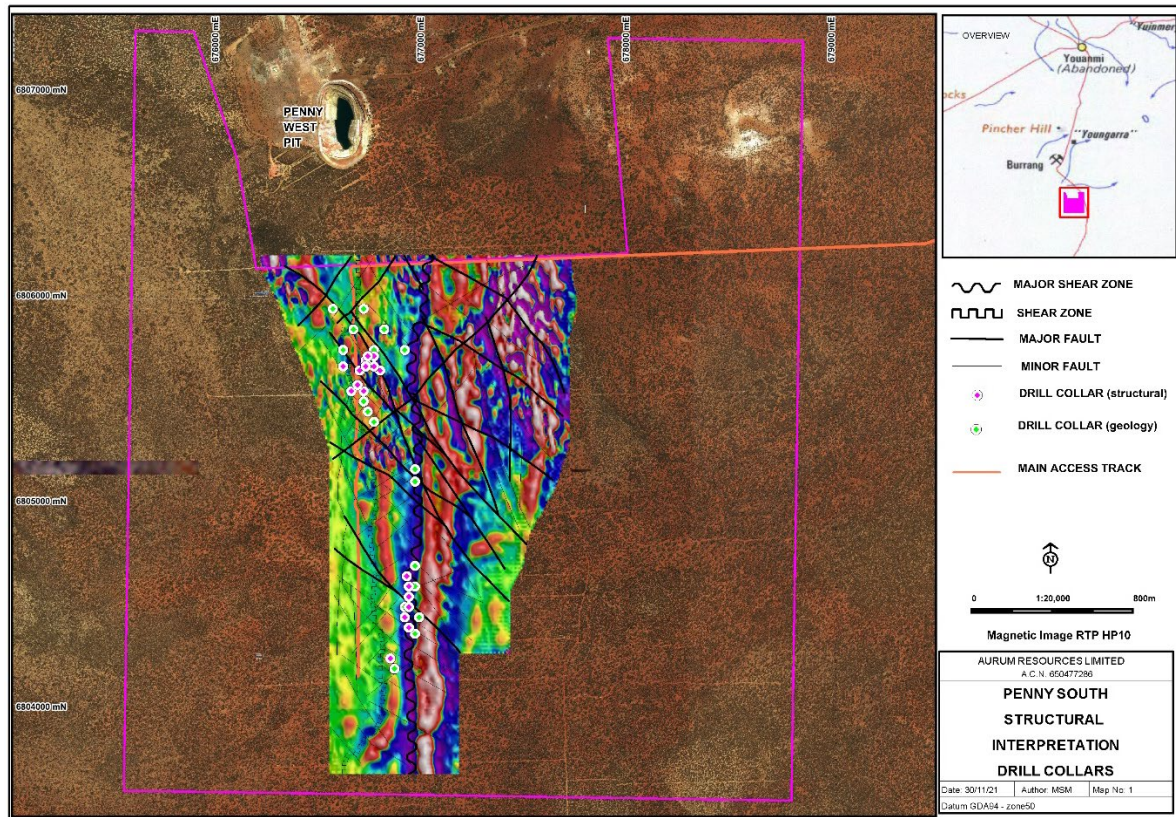 676000 mE
677000 mE
678000 mE
679000 mE
6807000 mN
6806000 mN
6805000 mN
6804000 mN
PENNY
WEST
PIT
OVERVIEW
"Yuinmer
Youanmi
(Abandoned)
ocks
Pincher Hill
"Youngarra"
Burrang
MAJOR SHEAR ZONE
SHEAR ZONE
MAJOR FAULT
MINOR FAULT
DRILL COLLAR (structural)
DRILL COLLAR (geology)
MAIN ACCESS TRACK
N
0 1:20,000 800m
Magnetic Image RTP HP10
AURUM RESOURCES LIMITED
A.C.N. 650477286
PENNY SOUTH
STRUCTURAL
INTERPRETATION
DRILL COLLARS
Date: 30/11/21 Author: MSM Map No: 1
Datum GDA94 - zone50